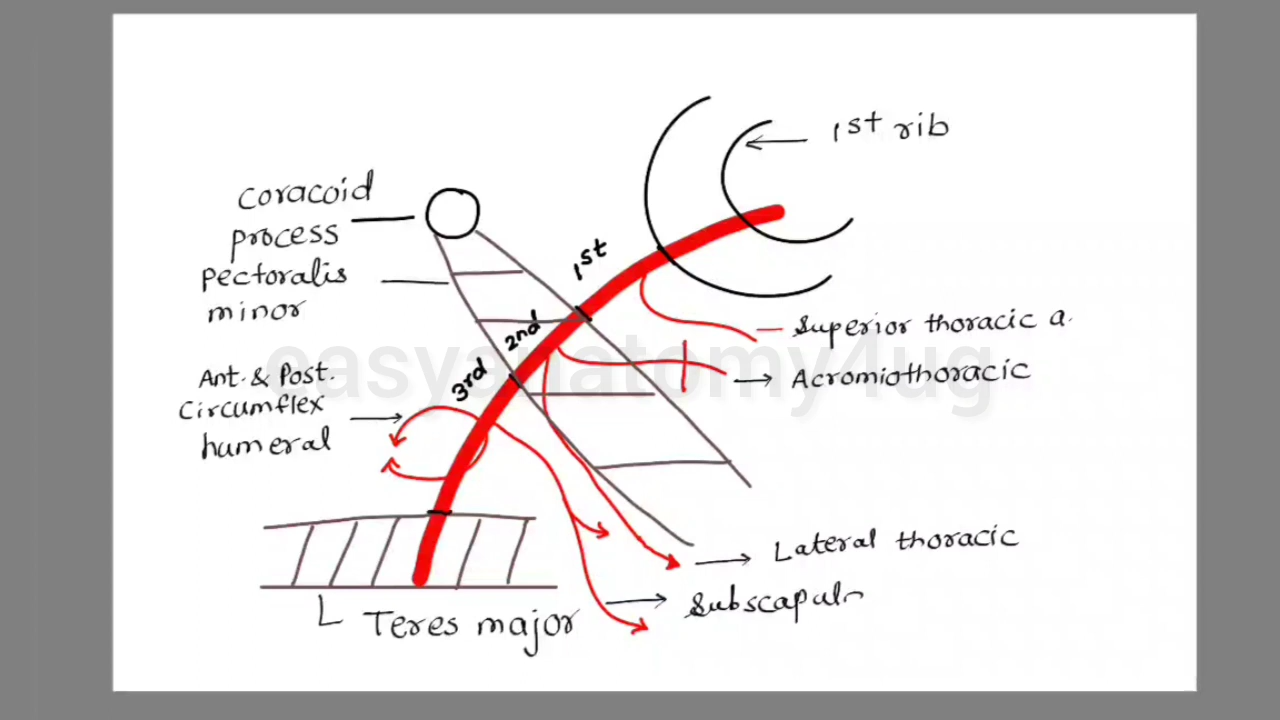 1st rib
Coracoid
process
Pectoralis
minor
1st
2nd
3rd
Superior thoracic a.
easyanatomy4ug
Acromiothoracic
Ant. & Post.
Circumflex
humeral
Lateral thoracic
Teres major